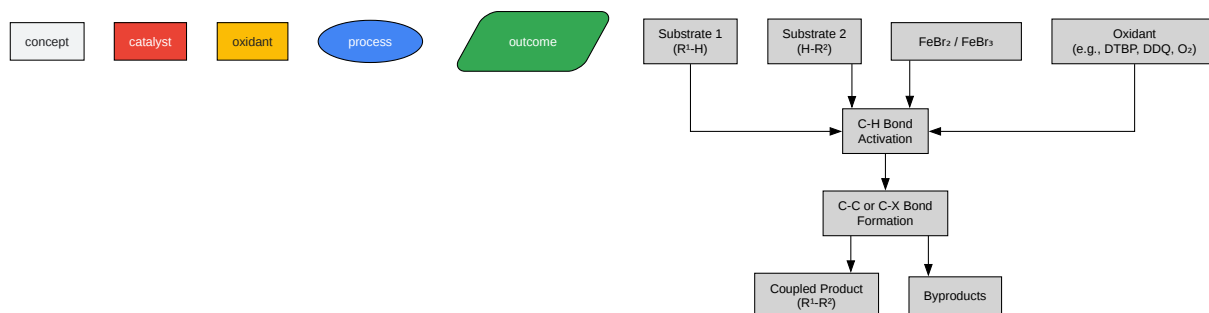 concept
catalyst
oxidant
process
outcome
Substrate 1
(R¹-H)
Substrate 2
(H-R²)
FeBr₂ / FeBr₃
Oxidant
(e.g., DTBP, DDQ, O₂)
C-H Bond
Activation
C-C or C-X Bond
Formation
Coupled Product
(R¹-R²)
Byproducts